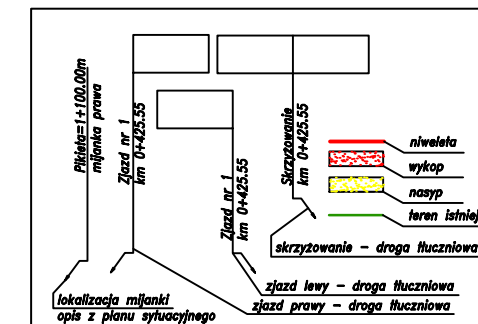 Pikieta=1+100.00m
mijanka prawa
Zjazd nr 1
km 0+425.55
Zjazd nr 1
km 0+425.55
Skrzyżowanie
km 0+425.55
niweleta
wykop
nasyp
teren istniej
skrzyżowanie - droga tłuczniowa
zjazd lewy - droga tłuczniowa
zjazd prawy - droga tłuczniowa
lokalizacja mijanki
opis z planu sytuacyjnego